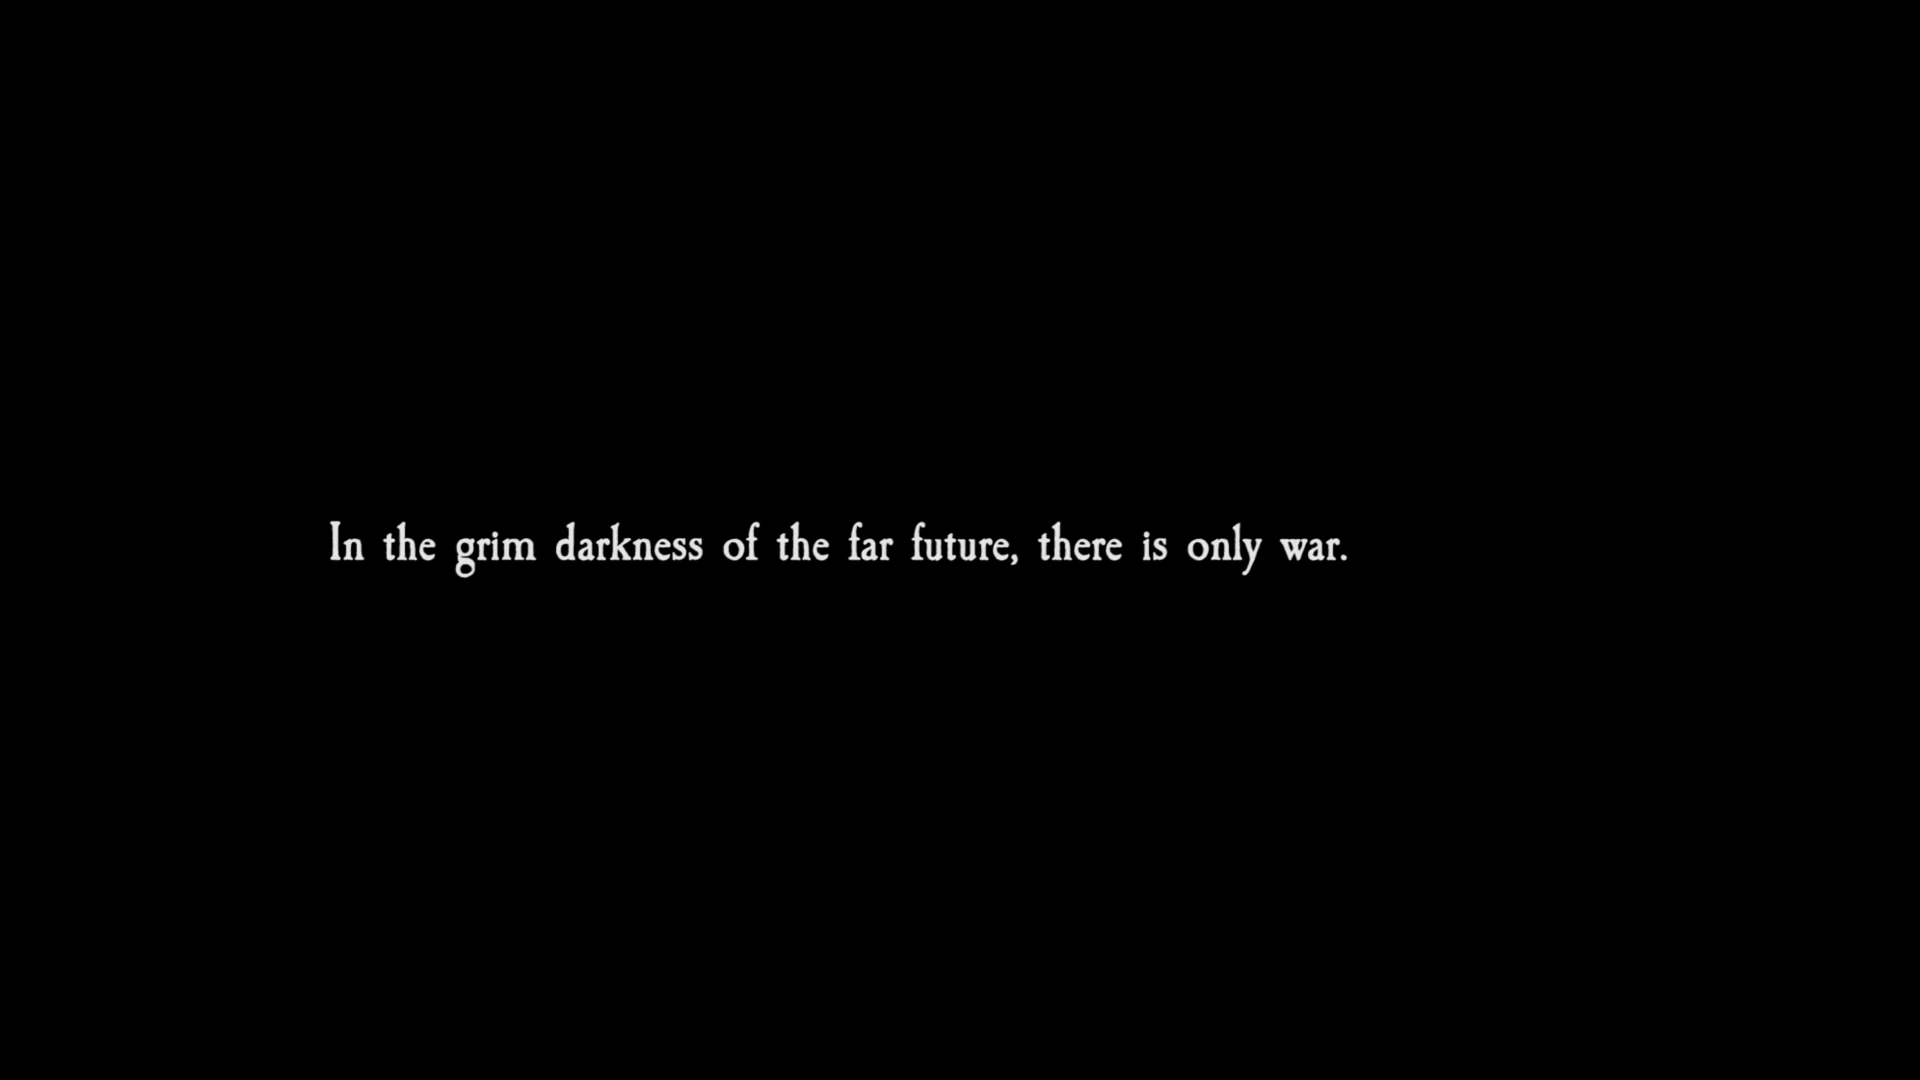 In the grim darkness of the far future, there is only war.